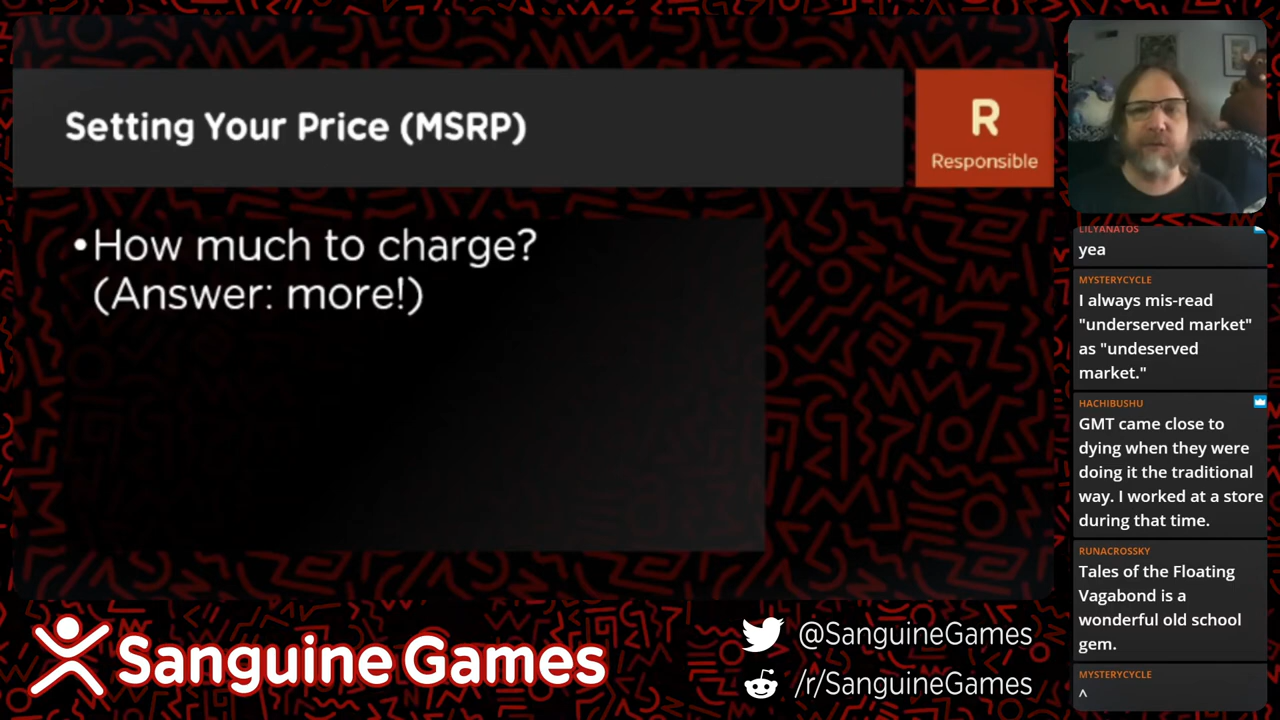 Setting Your Price (MSRP)
R
Responsible
•How much to charge?
(Answer: more!)
LILYANATOS
yea
MYSTERYCYCLE
I always mis-read
"underserved market"
as "undeserved
market."
HACHIBUSHU
GMT came close to
dying when they were
doing it the traditional
way. I worked at a store
during that time.
RUNACROSSKY
Tales of the Floating
Vagabond is a
wonderful old school
gem.
MYSTERYCYCLE
^
Sanguine Games
@SanguineGames
/r/SanguineGames